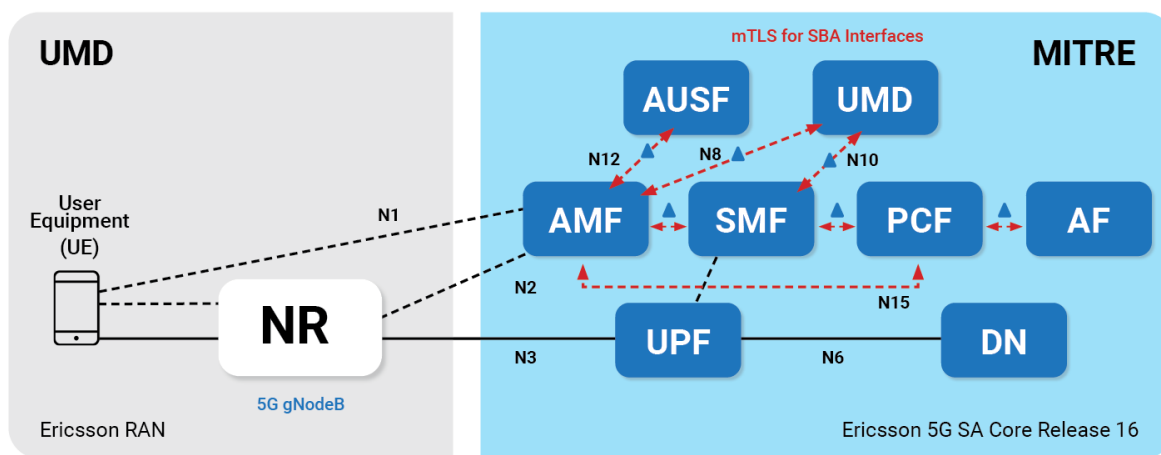 UMD
mTLS for SBA Interfaces
MITRE
AUSF
UMD
N12
N8
N10
User
Equipment
(UE)
N1
AMF
SMF
PCF
AF
N2
N15
NR
UPF
DN
N3
N6
5G gNodeB
Ericsson RAN
Ericsson 5G SA Core Release 16